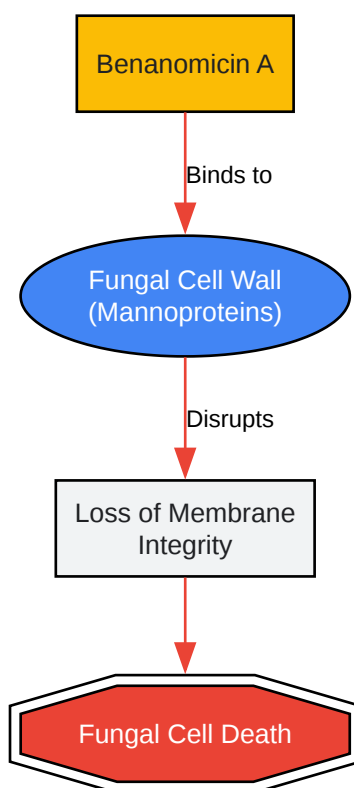 Benanomicin A
Binds to
Fungal Cell Wall
(Mannoproteins)
Disrupts
Loss of Membrane
Integrity
Fungal Cell Death